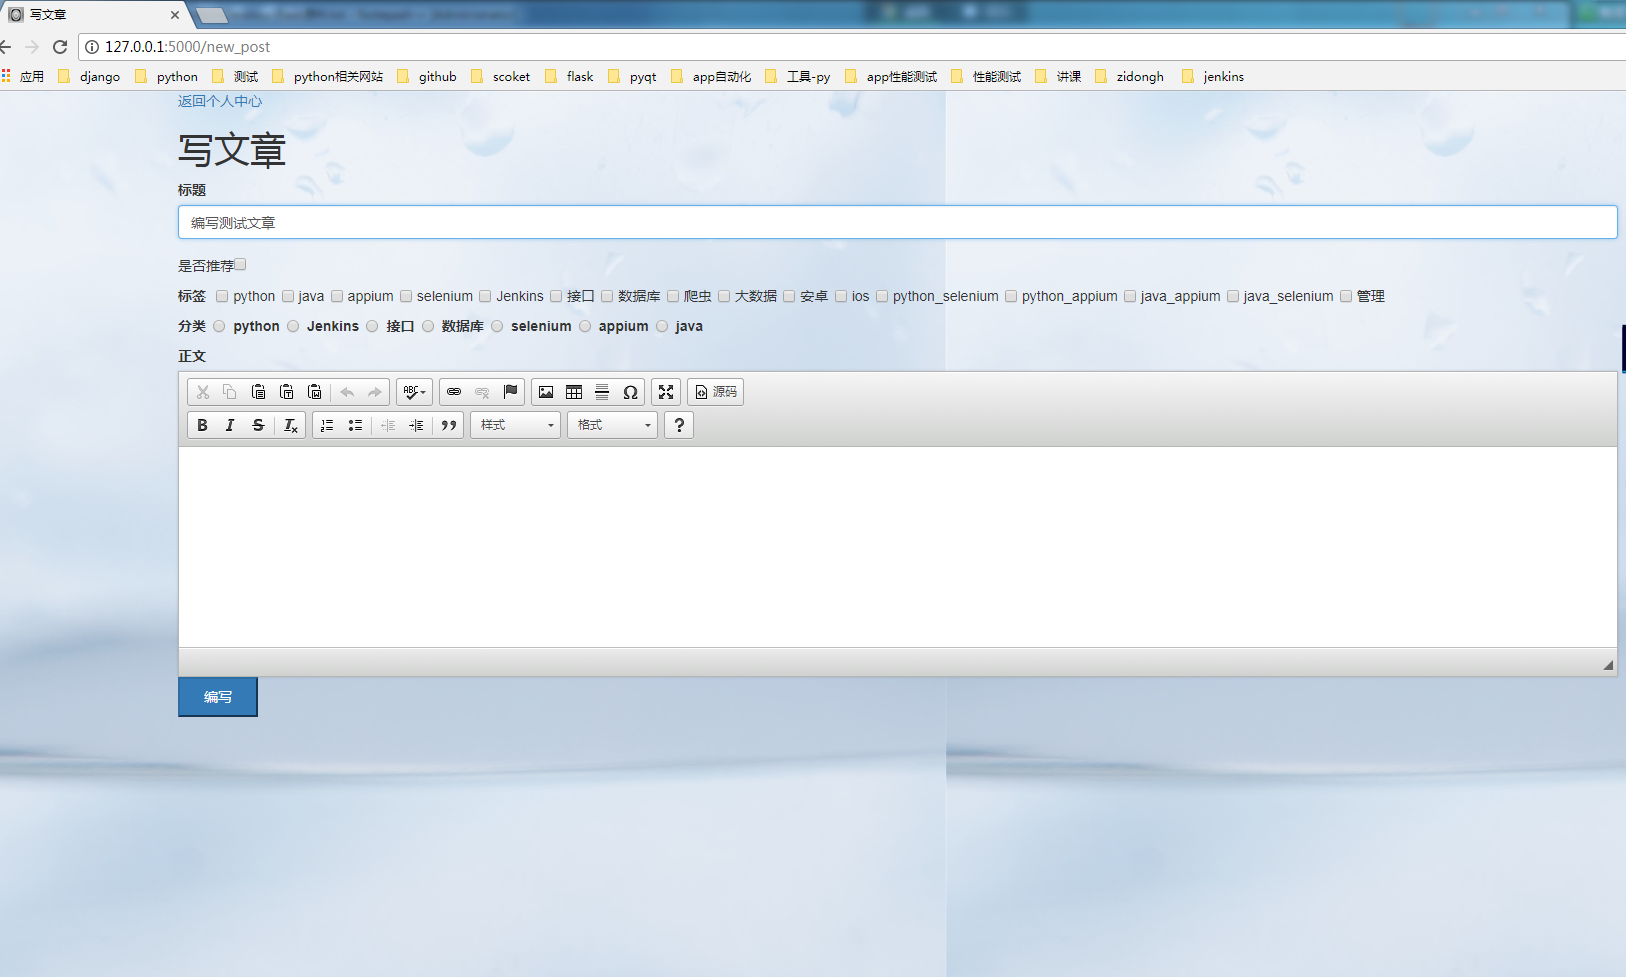 写文章
127.0.0.1:5000/new_post
应用 django python 测试 python相关网站 github scoket flask pyqt app自动化 工具-py app性能测试 性能测试 讲课 zidongh jenkins
返回个人中心
写文章
标题
编写测试文章
是否推荐
标签 python java appium selenium Jenkins 接口 数据库 爬虫 大数据 安卓 ios python_selenium python_appium java_appium java_selenium 管理
分类 python Jenkins 接口 数据库 selenium appium java
正文
ABC 源码
样式 格式 ?
编写